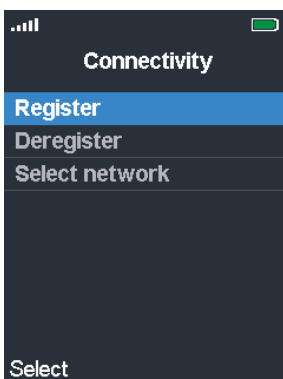 Connectivity
Register
Deregister
Select network
Select